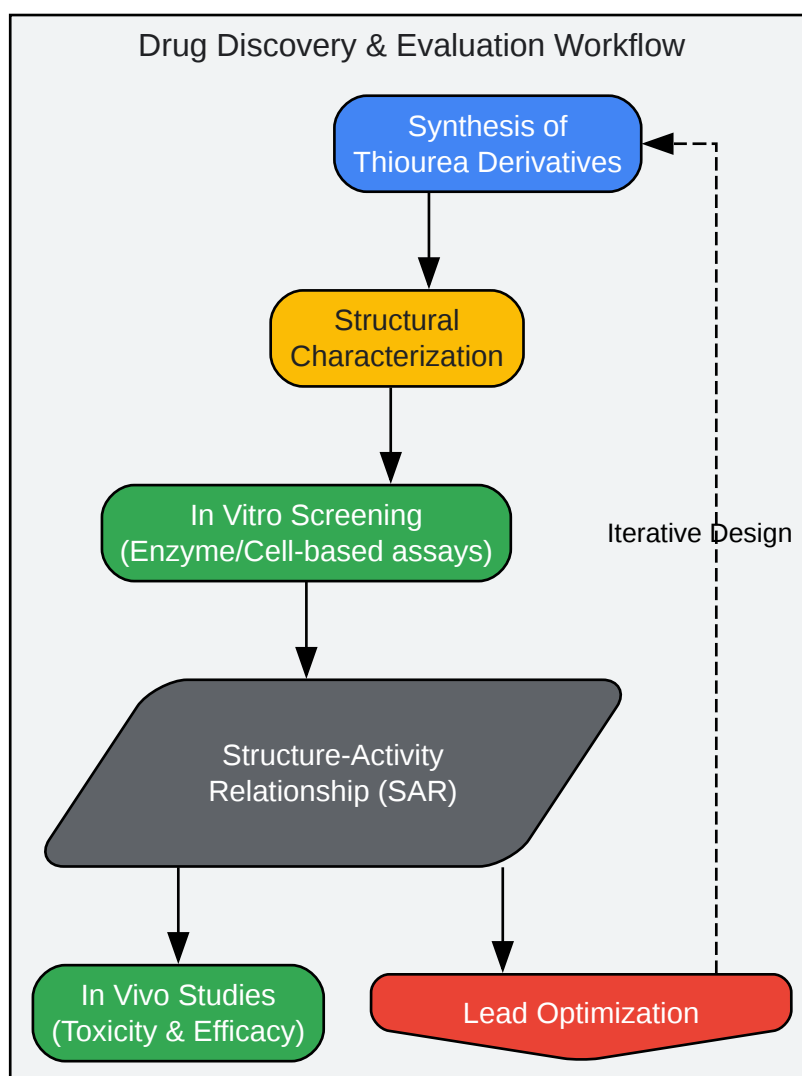 Drug Discovery & Evaluation Workflow
Synthesis of
Thiourea Derivatives
Structural
Characterization
In Vitro Screening
(Enzyme/Cell-based assays)
Iterative Design
Structure-Activity
Relationship (SAR)
In Vivo Studies
(Toxicity & Efficacy)
Lead Optimization